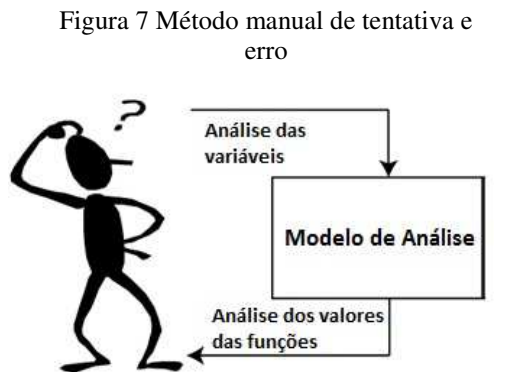 Figura 7 Método manual de tentativa e
erro
?
Análise das
variáveis
Modelo de Análise
Análise dos valores
das funções